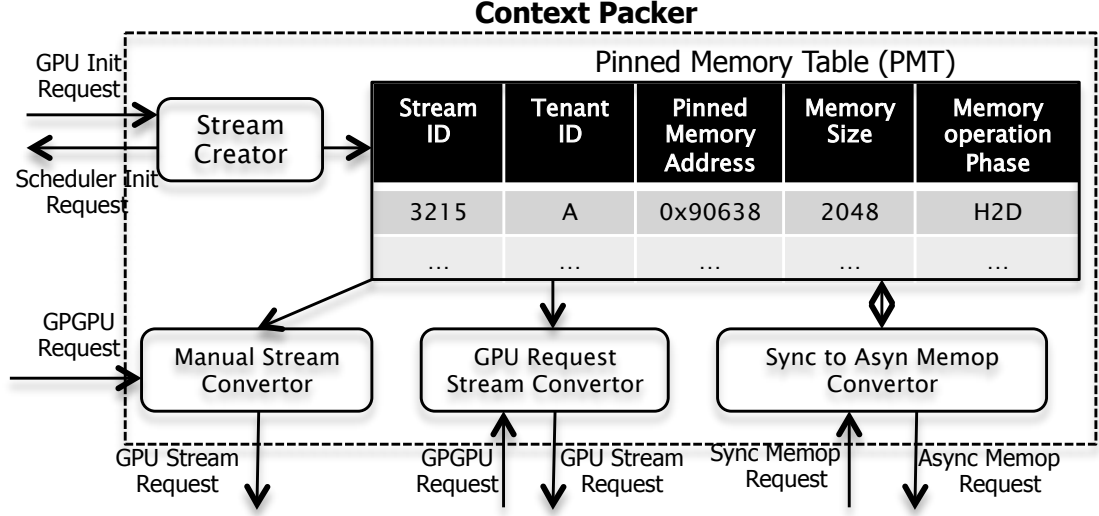 Context Packer
GPU Init
Request
Scheduler Init
Request
Stream
Creator
Pinned Memory Table (PMT)
Stream
ID
Tenant
ID
Pinned
Memory
Address
Memory
Size
Memory
operation
Phase
3215 A 0x90638 2048 H2D
... ... ... ... ...
GPGPU
Request
Manual Stream
Convertor
GPU Request
Stream Convertor
Sync to Asyn Memop
Convertor
GPU Stream
Request
GPGPU
Request
GPU Stream
Request
Sync Memop
Request
Async Memop
Request